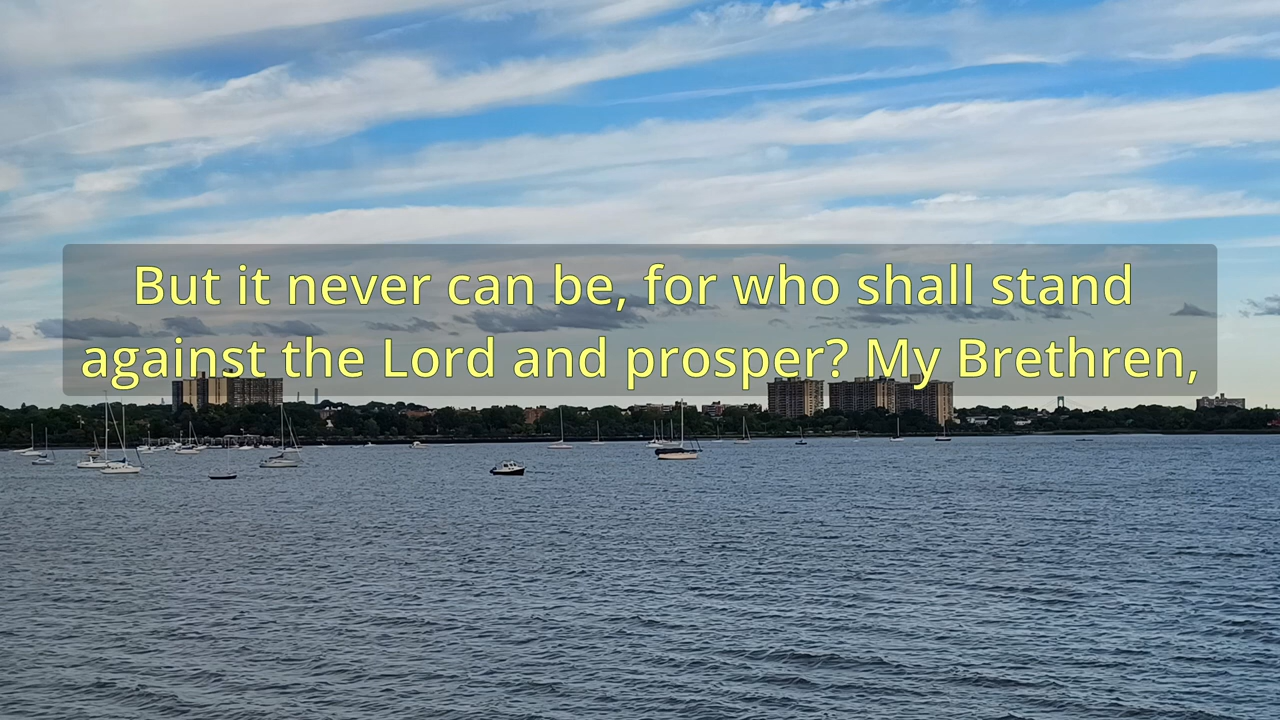 But it never can be, for who shall stand
against the Lord and prosper? My Brethren,